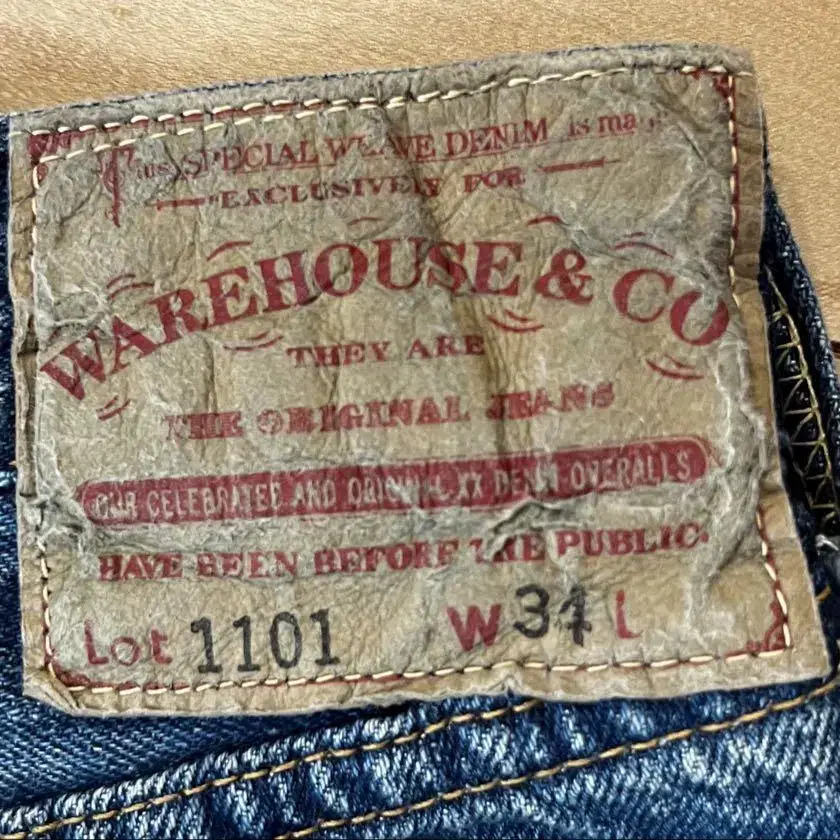 This SPECIAL WEAVE DENIM is made
EXCLUSIVELY FOR
WAREHOUSE & CO
THEY ARE
THE ORIGINAL JEANS
OUR CELEBRATED AND ORIGINAL XX DENIM OVERALLS
HAVE BEEN BEFORE THE PUBLIC.
Lot 1101 W 34 L